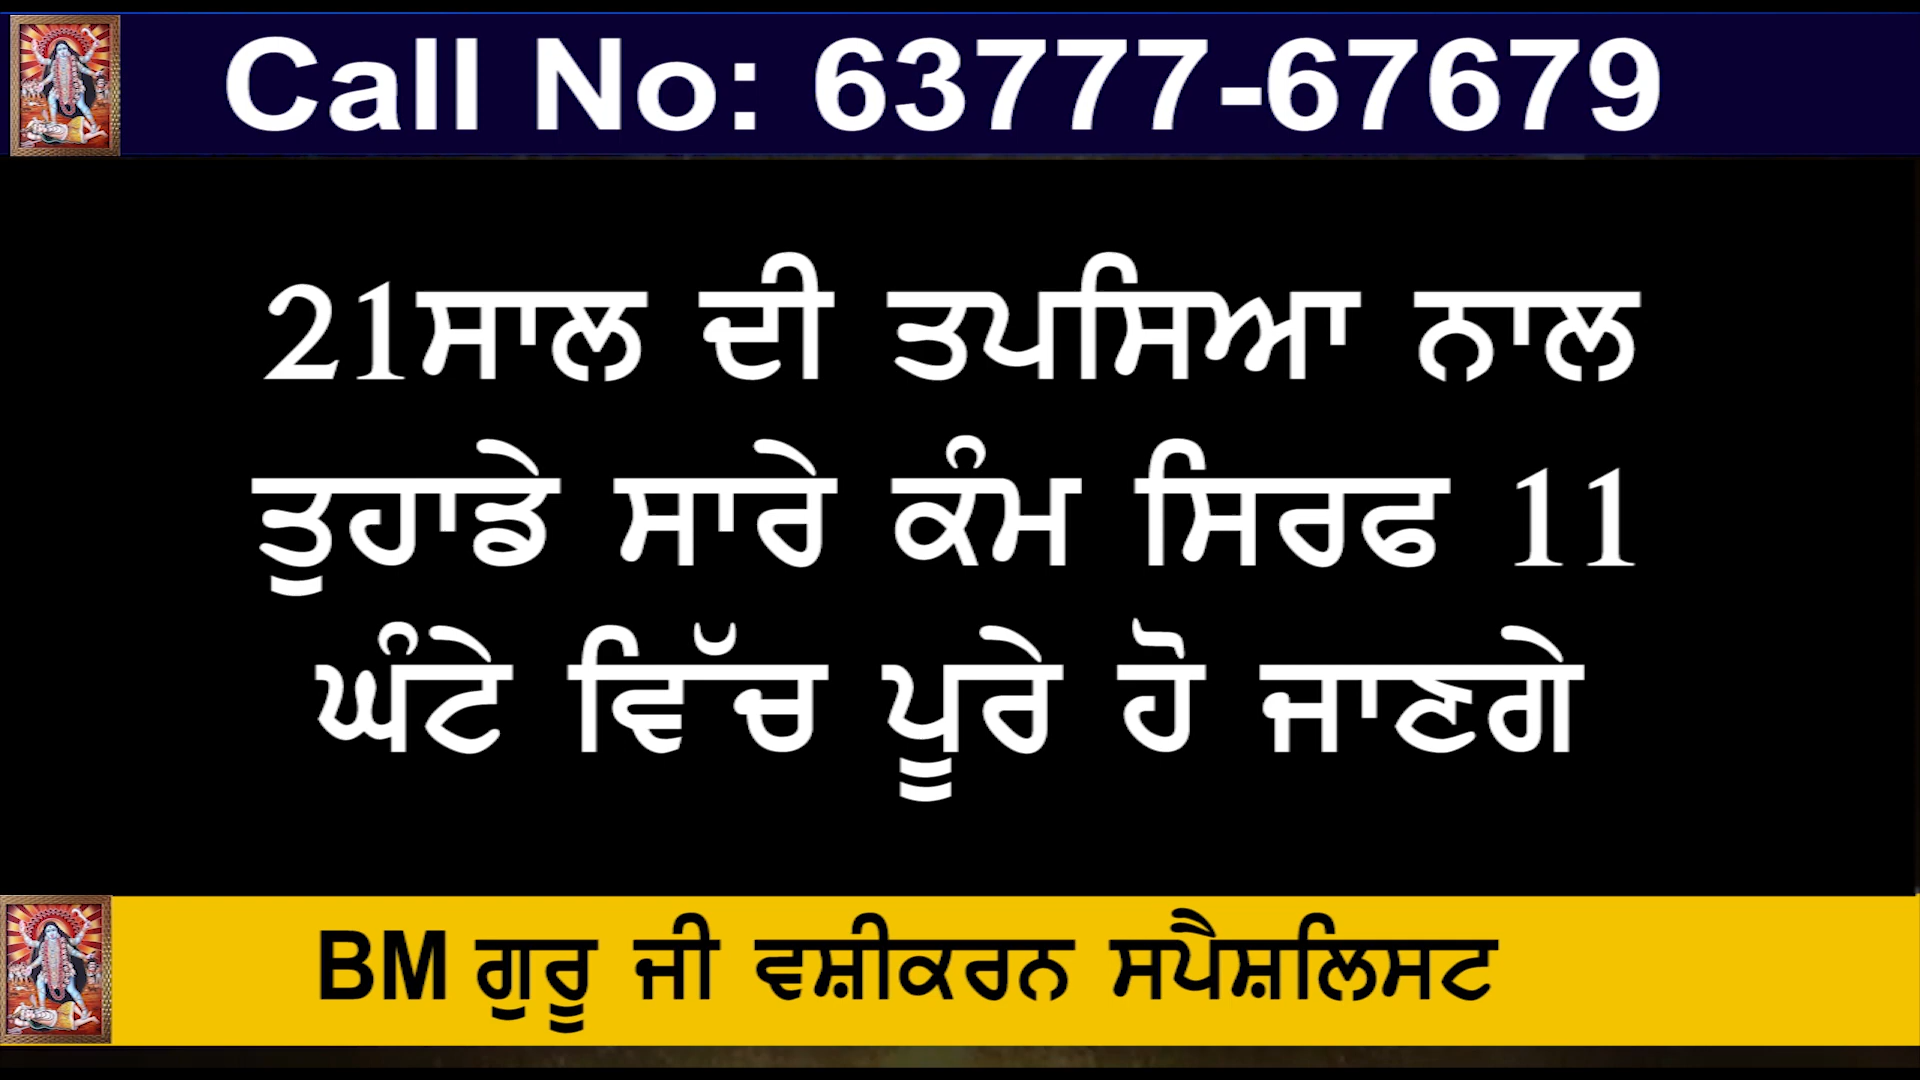 Call No: 63777-67679
21ਸਾਲ ਦੀ ਤਪਸਿਆ ਨਾਲ
ਤੁਹਾਡੇ ਸਾਰੇ ਕੰਮ ਸਿਰਫ 11
ਘੰਟੇ ਵਿੱਚ ਪੂਰੇ ਹੋ ਜਾਣਗੇ
BM ਗੁਰੂ ਜੀ ਵਸ਼ੀਕਰਨ ਸਪੈਸ਼ਲਿਸਟ